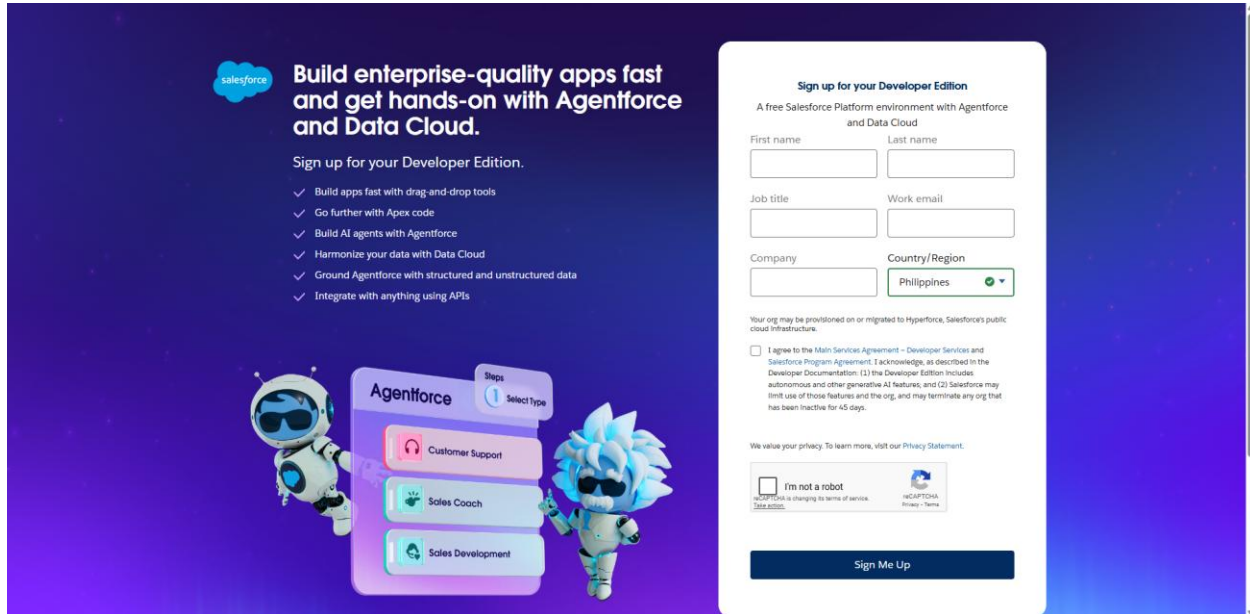 salesforce
Build enterprise-quality apps fast
and get hands-on with Agentforce
and Data Cloud.
Sign up for your Developer Edition.
Build apps fast with drag-and-drop tools
Go further with Apex code
Build AI agents with Agentforce
Harmonize your data with Data Cloud
Ground Agentforce with structured and unstructured data
Integrate with anything using APIs
Agentforce
Steps
1 Select Type
Customer Support
Sales Coach
Sales Development
Sign up for your Developer Edition
A free Salesforce Platform environment with Agentforce
and Data Cloud
First name
Last name
Job title
Work email
Company
Country/Region
Philippines
Your org may be provisioned on or migrated to Hyperforce, Salesforce's public
cloud infrastructure.
I agree to the Main Services Agreement – Developer Services and
Salesforce Program Agreement. I acknowledge, as described in the
Developer Documentation: (1) the Developer Edition includes
autonomous and other generative AI features; and (2) Salesforce may
limit use of those features and the org, and may terminate any org that
has been inactive for 45 days.
We value your privacy. To learn more, visit our Privacy Statement.
I'm not a robot
reCAPTCHA is changing its terms of service.
Take action.
reCAPTCHA
Privacy - Terms
Sign Me Up